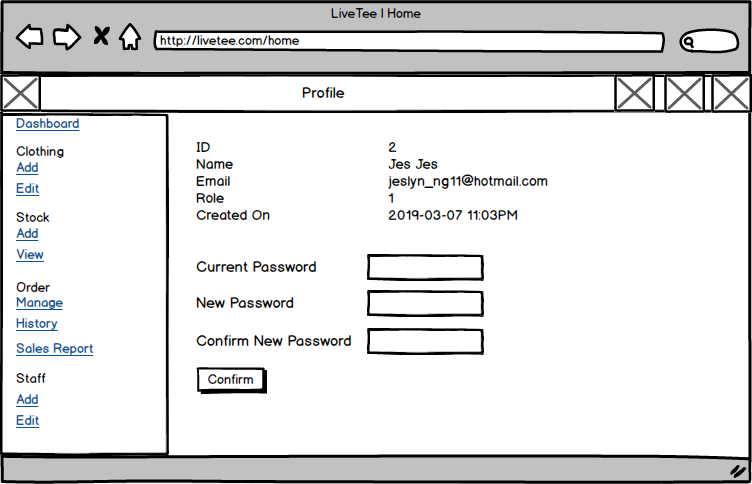 LiveTee | Home
http://livetee.com/home
Profile
Dashboard
Clothing
Add
Edit
Stock
Add
View
Order
Manage
History
Sales Report
Staff
Add
Edit
ID 2
Name Jes Jes
Email jeslyn_ng11@hotmail.com
Role 1
Created On 2019-03-07 11:03PM
Current Password
New Password
Confirm New Password
Confirm